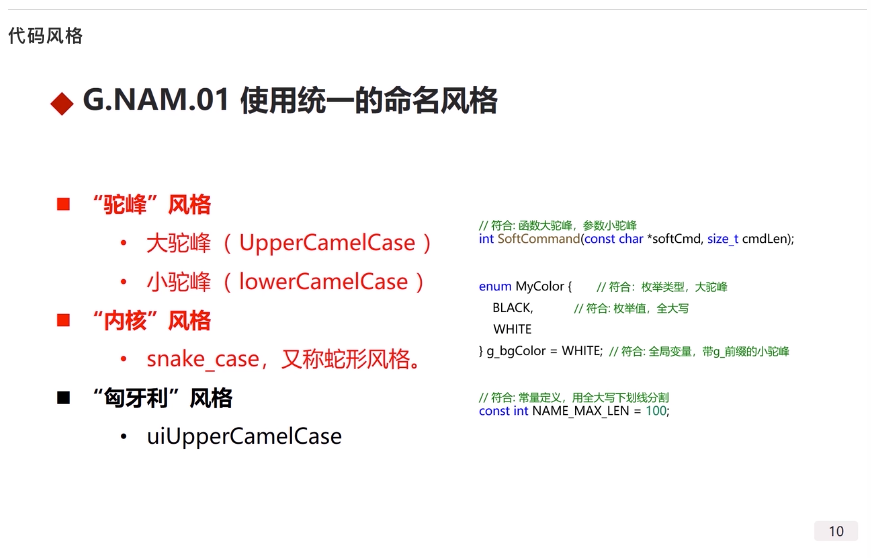 代码风格
G.NAM.01 使用统一的命名风格
“驼峰”风格
• 大驼峰（UpperCamelCase）
• 小驼峰（lowerCamelCase）
“内核”风格
• snake_case，又称蛇形风格。
“匈牙利”风格
• uiUpperCamelCase
// 符合: 函数大驼峰，参数小驼峰
int SoftCommand(const char *softCmd, size_t cmdLen);
enum MyColor { // 符合：枚举类型，大驼峰
BLACK, // 符合: 枚举值，全大写
WHITE
} g_bgColor = WHITE; // 符合: 全局变量，带g_前缀的小驼峰
// 符合: 常量定义，用全大写下划线分割
const int NAME_MAX_LEN = 100;
10